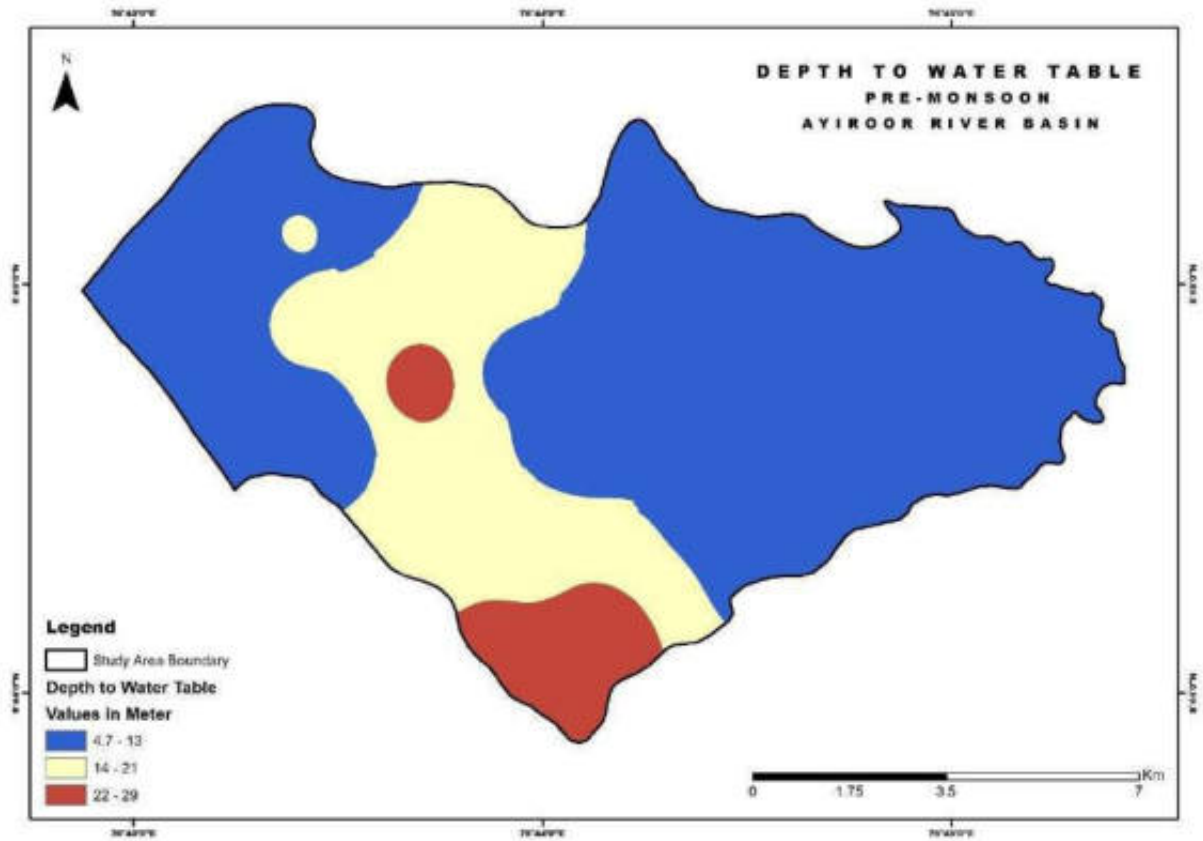 N
DEPTH TO WATER TABLE
PRE-MONSOON
AYIROOR RIVER BASIN
Legend
Study Area Boundary
Depth to Water Table
Values In Meter
4.7 - 13
14 - 21
22 - 29
Km
0 1.75 3.5 7